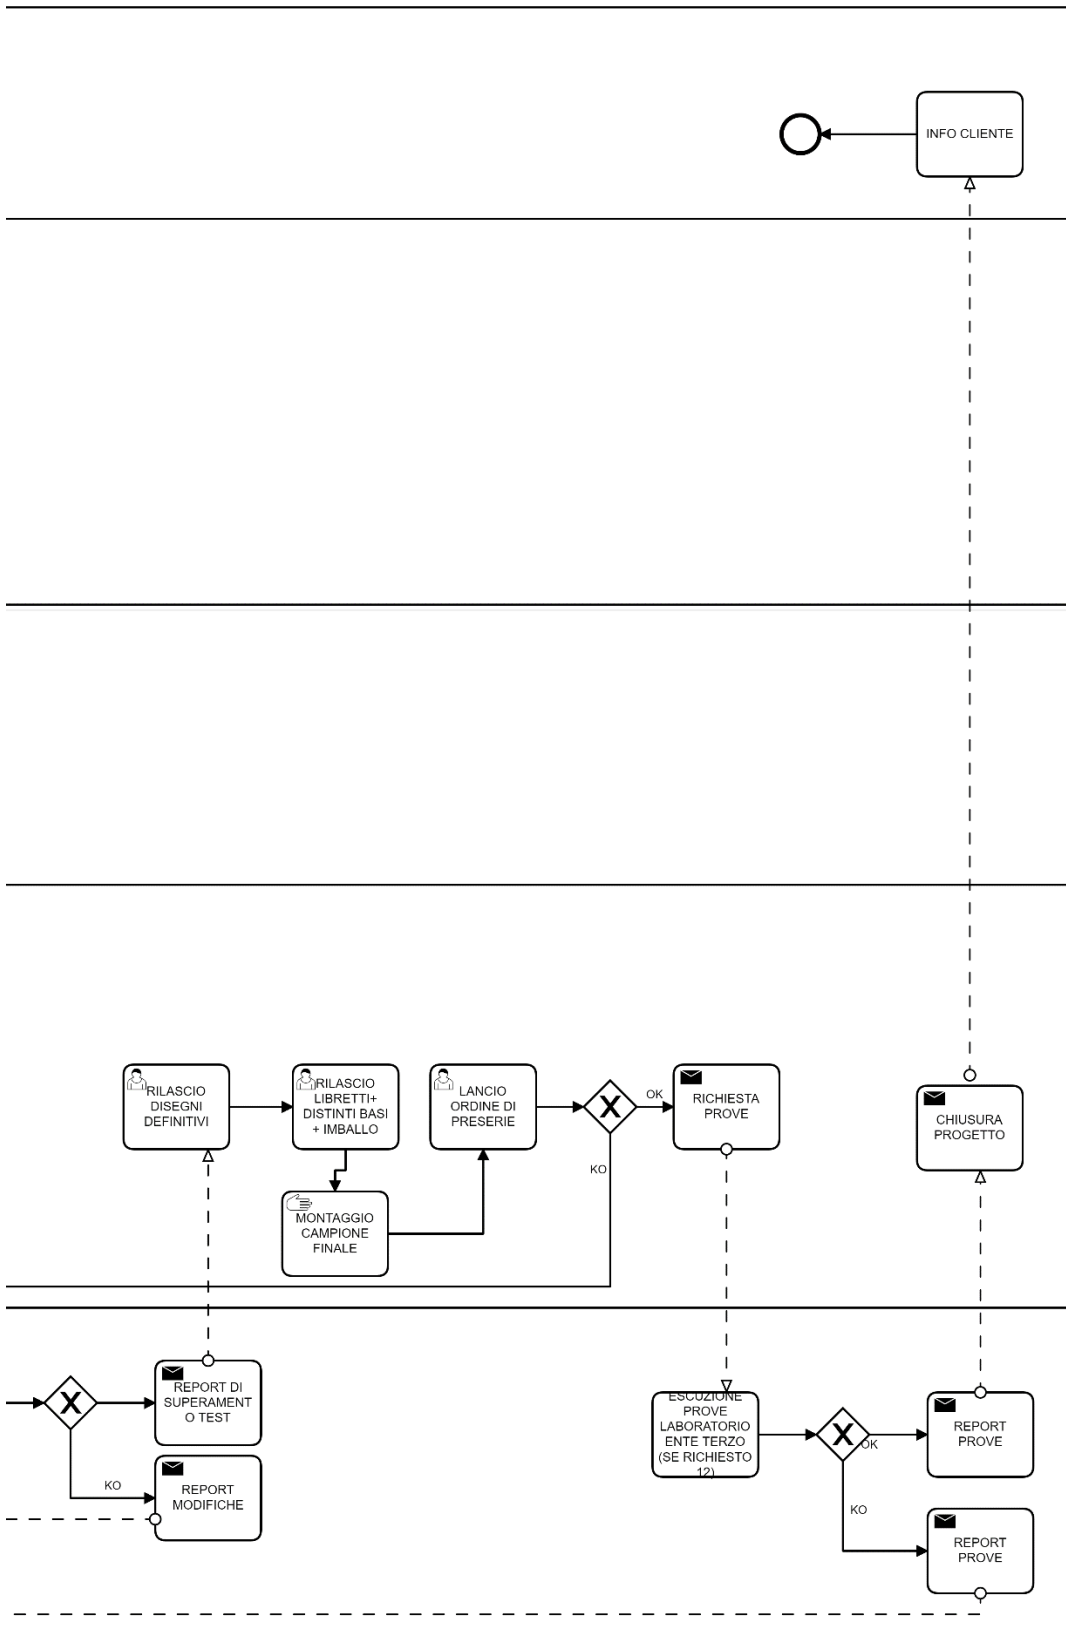 INFO CLIENTE
RILASCIO
DISEGNI
DEFINITIVI
RILASCIO
LIBRETTI+
DISTINTI BASI
+ IMBALLO
LANCIO
ORDINE DI
PRESERIE
OK
RICHIESTA
PROVE
KO
CHIUSURA
PROGETTO
MONTAGGIO
CAMPIONE
FINALE
REPORT DI
SUPERAMENT
O TEST
KO
REPORT
MODIFICHE
ESCUZIONE
PROVE
LABORATORIO
ENTE TERZO
(SE RICHIESTO
12)
OK
REPORT
PROVE
KO
REPORT
PROVE